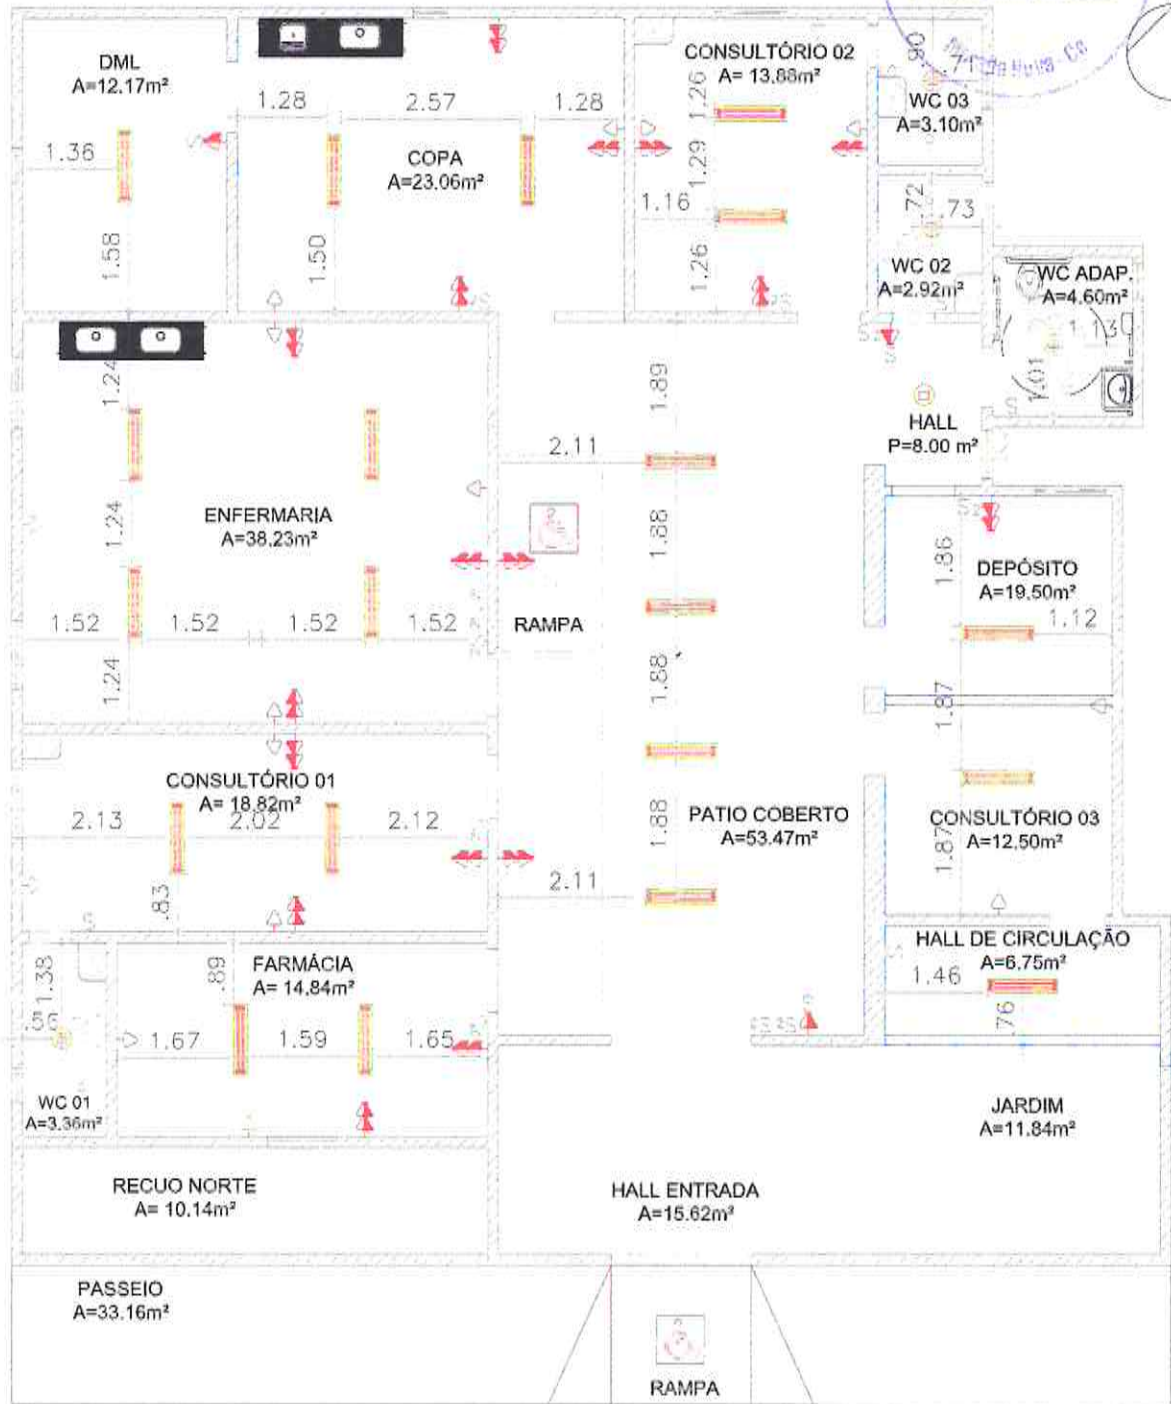 DML
A=12.17m²
1.36
1.58
1.28
2.57
1.28
COPA
A=23.06m²
1.50
CONSULTÓRIO 02
A= 13.88m²
1.26
1.29
1.16
1.26
WC 03
A=3.10m²
.72
.73
WC 02
A=2.92m²
WC ADAP.
A=4.60m²
1.13
1.01
HALL
P=8.00 m²
1.24
ENFERMARIA
A=38.23m²
1.24
1.52
1.52
1.52
1.52
1.24
1.89
2.11
1.88
RAMPA
1.88
1.88
PATIO COBERTO
A=53.47m²
2.11
1.86
DEPÓSITO
A=19.50m²
1.12
1.87
CONSULTÓRIO 03
A=12.50m²
1.87
CONSULTÓRIO 01
A= 18.82m²
2.13
2.02
2.12
.83
HALL DE CIRCULAÇÃO
A=6.75m²
1.46
.76
1.38
.89
FARMÁCIA
A= 14.84m²
1.67
1.59
1.65
WC 01
A=3.36m²
JARDIM
A=11.84m²
RECUO NORTE
A= 10.14m²
HALL ENTRADA
A=15.62m²
PASSEIO
A=33.16m²
RAMPA